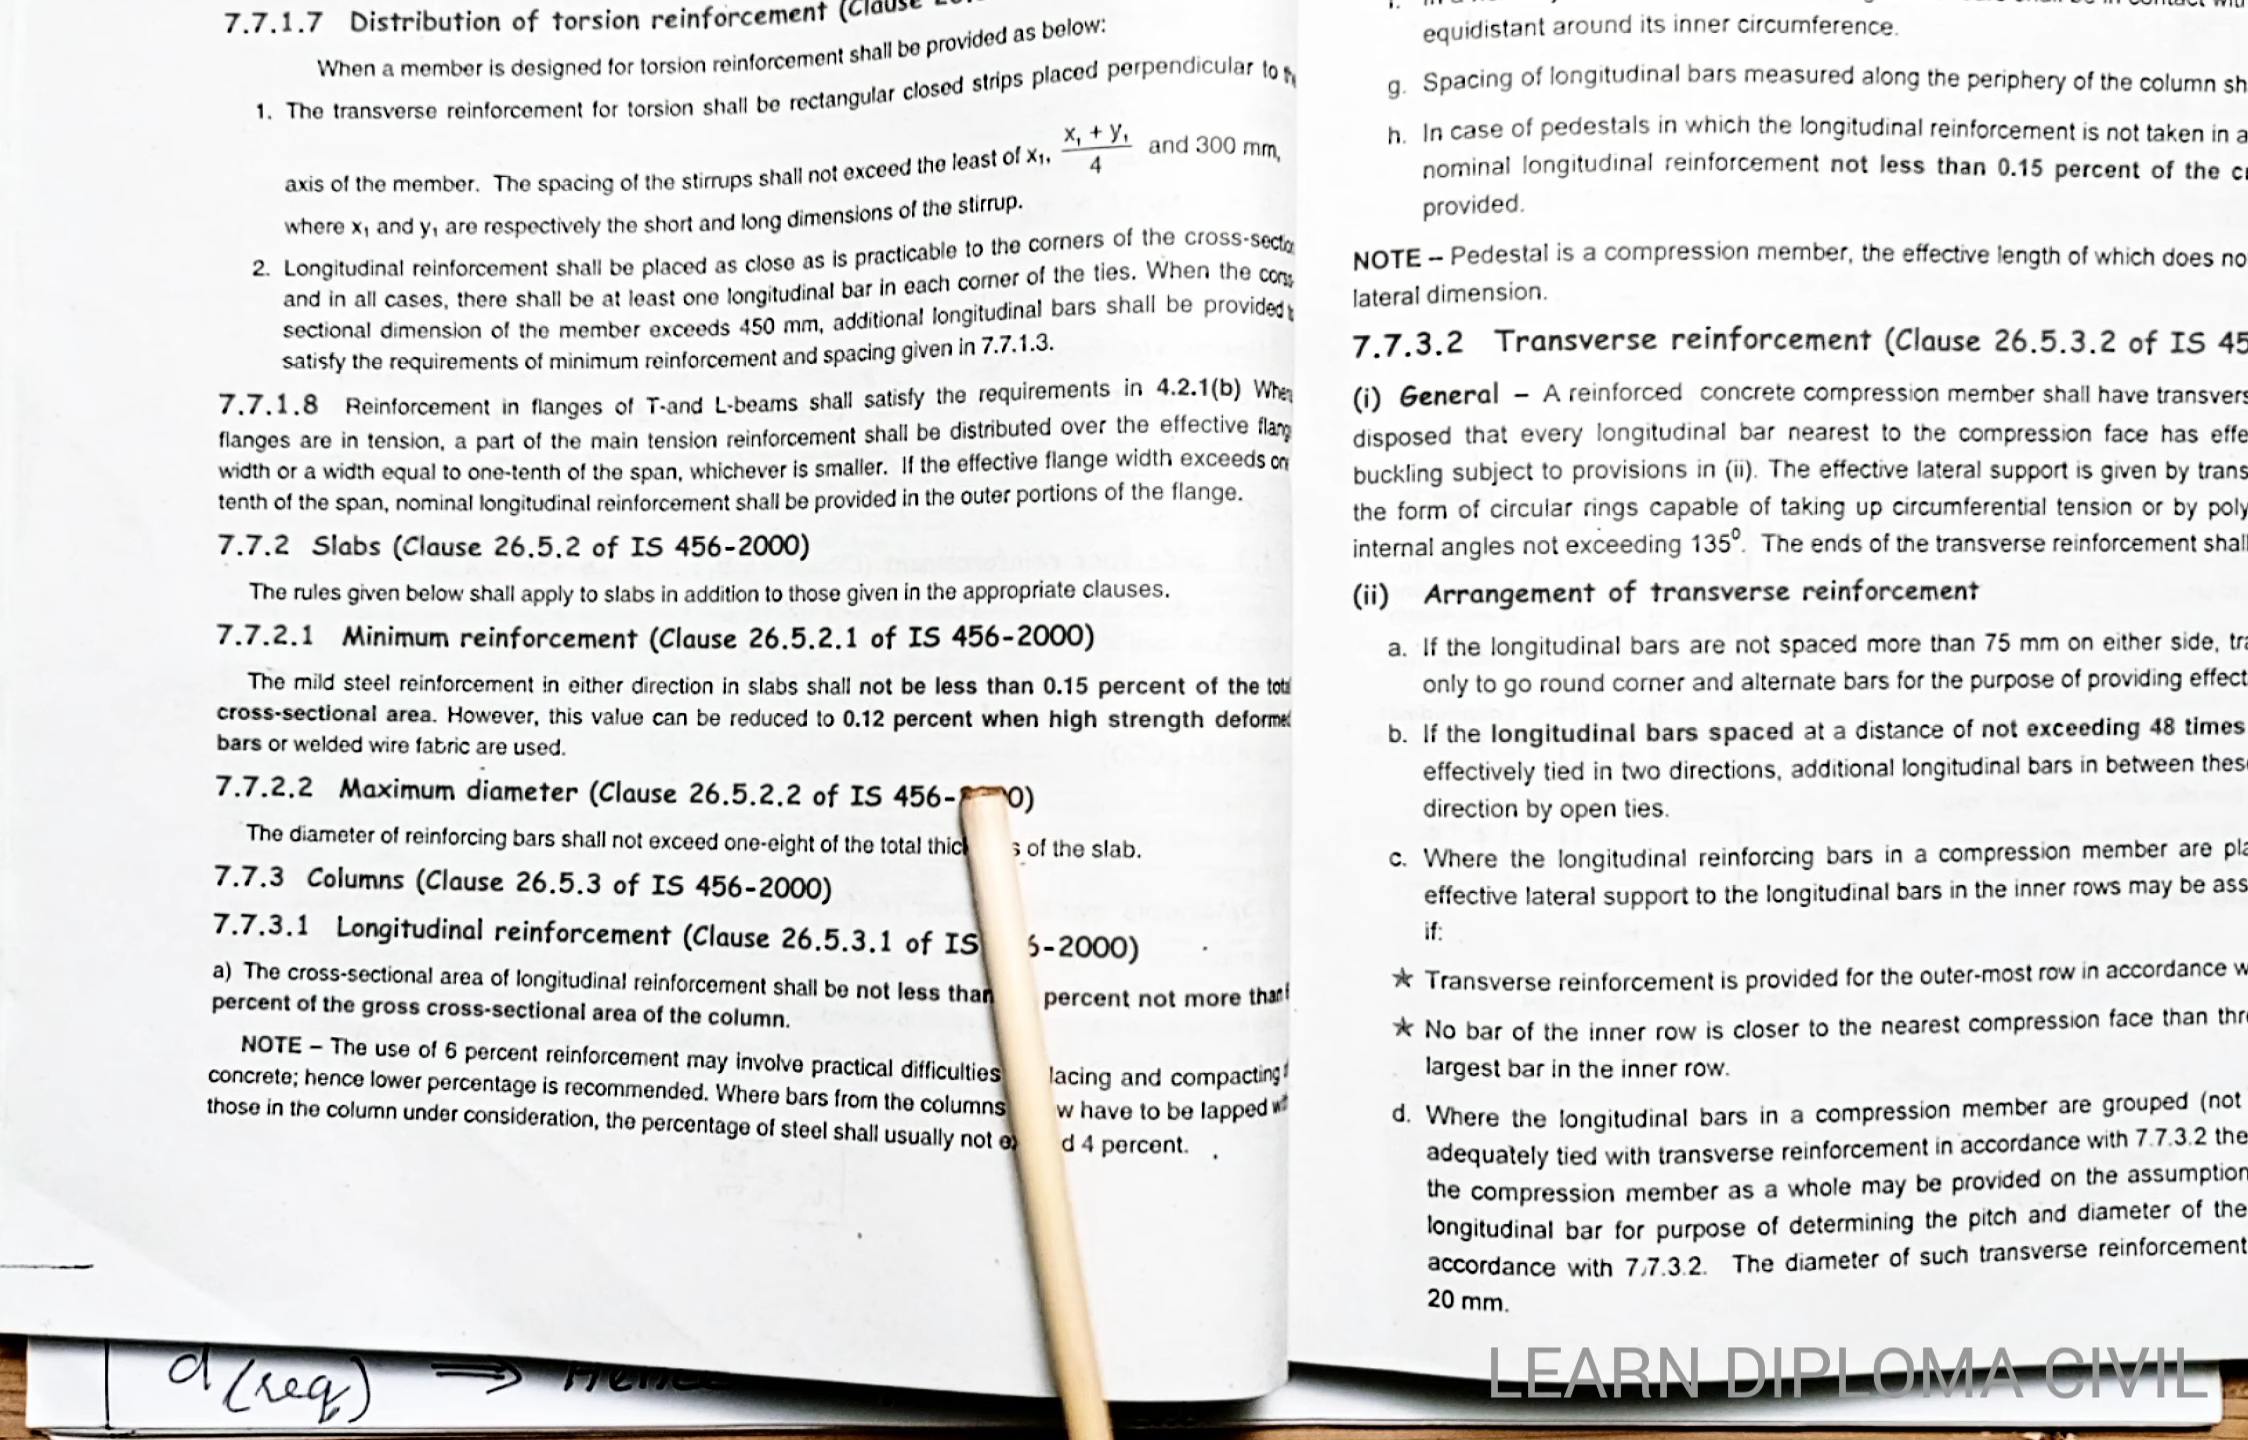 7.7.1.7 Distribution of torsion reinforcement (Clause
When a member is designed for torsion reinforcement shall be provided as below:
1. The transverse reinforcement for torsion shall be rectangular closed strips placed perpendicular to
axis of the member. The spacing of the stirrups shall not exceed the least of x₁, (x₁ + y₁)/4 and 300 mm,
where x₁ and y₁ are respectively the short and long dimensions of the stirrup.
2. Longitudinal reinforcement shall be placed as close as is practicable to the corners of the
and in all cases, there shall be at least one longitudinal bar in each corner of the ties. When the
sectional dimension of the member exceeds 450 mm, additional longitudinal bars shall be provided
satisfy the requirements of minimum reinforcement and spacing given in 7.7.1.3.
7.7.1.8 Reinforcement in flanges of T-and L-beams shall satisfy the requirements in 4.2.1(b)
flanges are in tension, a part of the main tension reinforcement shall be distributed over the effective
width or a width equal to one-tenth of the span, whichever is smaller. If the effective flange width exceeds
tenth of the span, nominal longitudinal reinforcement shall be provided in the outer portions of the flange.
7.7.2 Slabs (Clause 26.5.2 of IS 456-2000)
The rules given below shall apply to slabs in addition to those given in the appropriate clauses.
7.7.2.1 Minimum reinforcement (Clause 26.5.2.1 of IS 456-2000)
The mild steel reinforcement in either direction in slabs shall not be less than 0.15 percent of the
cross-sectional area. However, this value can be reduced to 0.12 percent when high strength
bars or welded wire fabric are used.
7.7.2.2 Maximum diameter (Clause 26.5.2.2 of IS
The diameter of reinforcing bars shall not exceed one-eight of the total of the slab.
7.7.3 Columns (Clause 26.5.3 of IS 456-2000)
7.7.3.1 Longitudinal reinforcement (Clause 26.5.3.1 of IS
a) The cross-sectional area of longitudinal reinforcement shall be not less than percent not more than
percent of the gross cross-sectional area of the column.
NOTE – The use of 6 percent reinforcement may involve practical difficulties and compacting
concrete; hence lower percentage is recommended. Where bars from the columns have to be lapped
those in the column under consideration, the percentage of steel shall usually not 4 percent.
d(req) ⇒ Hence
equidistant around its inner circumference.
g. Spacing of longitudinal bars measured along the periphery of the column
h. In case of pedestals in which the longitudinal reinforcement is not taken in
nominal longitudinal reinforcement not less than 0.15 percent of the
provided.
NOTE – Pedestal is a compression member, the effective length of which does
lateral dimension.
7.7.3.2 Transverse reinforcement (Clause 26.5.3.2 of IS
(i) General – A reinforced concrete compression member shall have
disposed that every longitudinal bar nearest to the compression face has
buckling subject to provisions in (ii). The effective lateral support is given by
the form of circular rings capable of taking up circumferential tension or by
internal angles not exceeding 135⁰. The ends of the transverse reinforcement shall
(ii) Arrangement of transverse reinforcement
a. If the longitudinal bars are not spaced more than 75 mm on either side,
only to go round corner and alternate bars for the purpose of providing
b. If the longitudinal bars spaced at a distance of not exceeding 48 times
effectively tied in two directions, additional longitudinal bars in between
direction by open ties.
c. Where the longitudinal reinforcing bars in a compression member are
effective lateral support to the longitudinal bars in the inner rows may be
if:
★ Transverse reinforcement is provided for the outer-most row in accordance
★ No bar of the inner row is closer to the nearest compression face than
largest bar in the inner row.
d. Where the longitudinal bars in a compression member are grouped (not
adequately tied with transverse reinforcement in accordance with 7.7.3.2 the
the compression member as a whole may be provided on the assumption
longitudinal bar for purpose of determining the pitch and diameter of the
accordance with 7.7.3.2. The diameter of such transverse reinforcement
20 mm.
LEARN DIPLOMA CIVIL